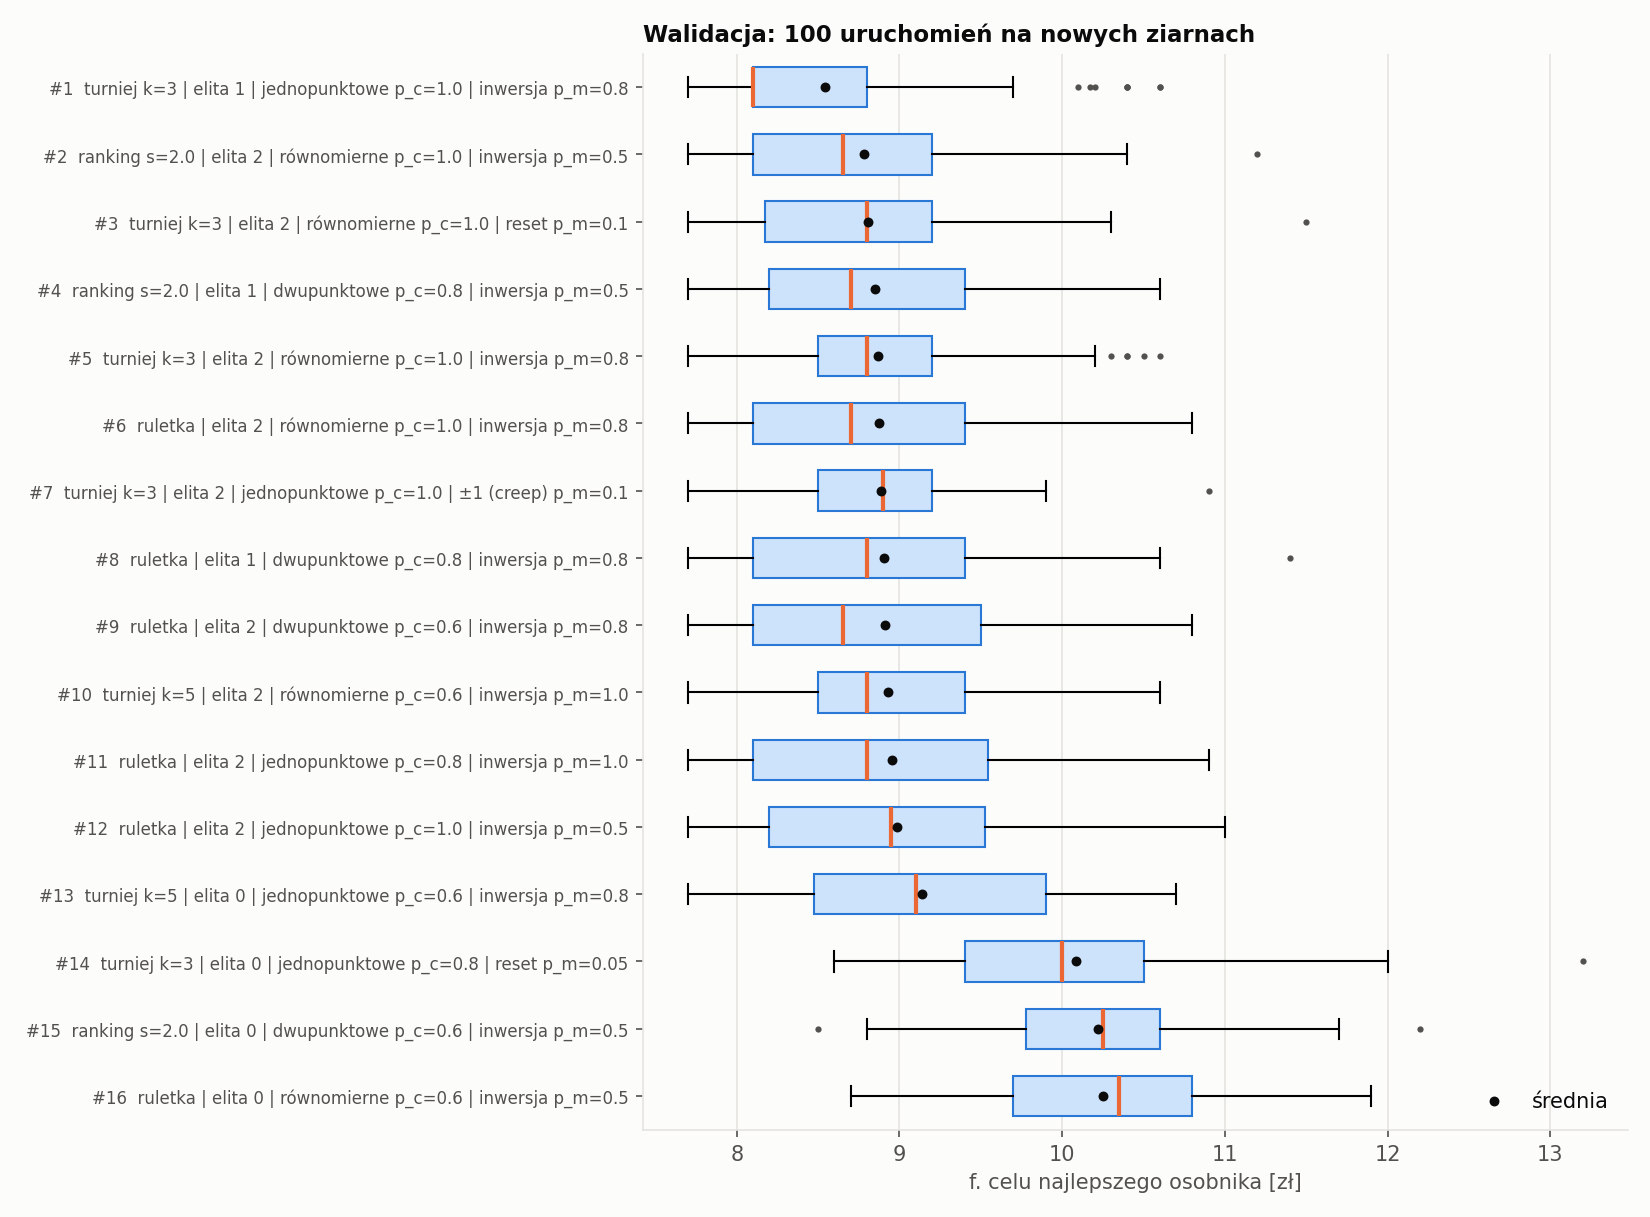 Walidacja: 100 uruchomień na nowych ziarnach
#1  turniej k=3 | elita 1 | jednopunktowe p_c=1.0 | inwersja p_m=0.8
#2  ranking s=2.0 | elita 2 | równomierne p_c=1.0 | inwersja p_m=0.5
#3  turniej k=3 | elita 2 | równomierne p_c=1.0 | reset p_m=0.1
#4  ranking s=2.0 | elita 1 | dwupunktowe p_c=0.8 | inwersja p_m=0.5
#5  turniej k=3 | elita 2 | równomierne p_c=1.0 | inwersja p_m=0.8
#6  ruletka | elita 2 | równomierne p_c=1.0 | inwersja p_m=0.8
#7  turniej k=3 | elita 2 | jednopunktowe p_c=1.0 | ±1 (creep) p_m=0.1
#8  ruletka | elita 1 | dwupunktowe p_c=0.8 | inwersja p_m=0.8
#9  ruletka | elita 2 | dwupunktowe p_c=0.6 | inwersja p_m=0.8
#10  turniej k=5 | elita 2 | równomierne p_c=0.6 | inwersja p_m=1.0
#11  ruletka | elita 2 | jednopunktowe p_c=0.8 | inwersja p_m=1.0
#12  ruletka | elita 2 | jednopunktowe p_c=1.0 | inwersja p_m=0.5
#13  turniej k=5 | elita 0 | jednopunktowe p_c=0.6 | inwersja p_m=0.8
#14  turniej k=3 | elita 0 | jednopunktowe p_c=0.8 | reset p_m=0.05
#15  ranking s=2.0 | elita 0 | dwupunktowe p_c=0.6 | inwersja p_m=0.5
#16  ruletka | elita 0 | równomierne p_c=0.6 | inwersja p_m=0.5
średnia
8 9 10 11 12 13
f. celu najlepszego osobnika [zł]